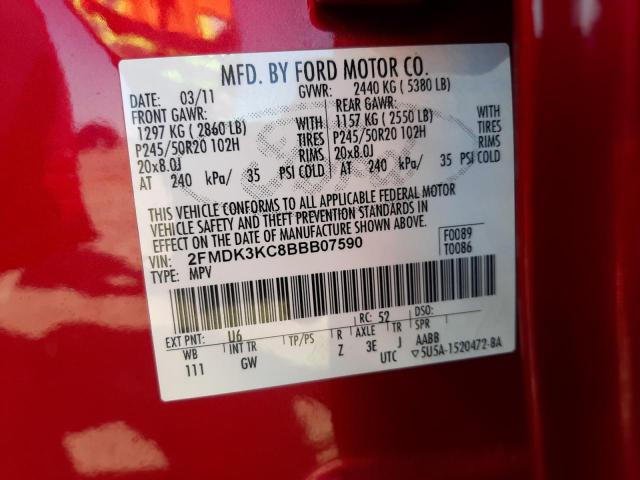 MFD. BY FORD MOTOR CO.
DATE: 03/11 GVWR: 2440 KG ( 5380 LB)
FRONT GAWR: REAR GAWR:
1297 KG ( 2860 LB) WITH 1157 KG ( 2550 LB) WITH
P245/50R20 102H TIRES P245/50R20 102H TIRES
20x8.0J RIMS 20x8.0J RIMS
AT 240 kPa/ 35 PSI COLD AT 240 kPa/ 35 PSI COLD
THIS VEHICLE CONFORMS TO ALL APPLICABLE FEDERAL MOTOR
VEHICLE SAFETY AND THEFT PREVENTION STANDARDS IN
EFFECT ON THE DATE OF MANUFACTURE SHOWN ABOVE.
VIN: 2FMDK3KC8BBB07590 F0089
TYPE: MPV T0086
EXT PNT: U6 RC: 52 DSO:
WB INT TR TP/PS R AXLE TR SPR
111 GW Z 3E J AABB
UTC ▽5U5A-1520472-BA